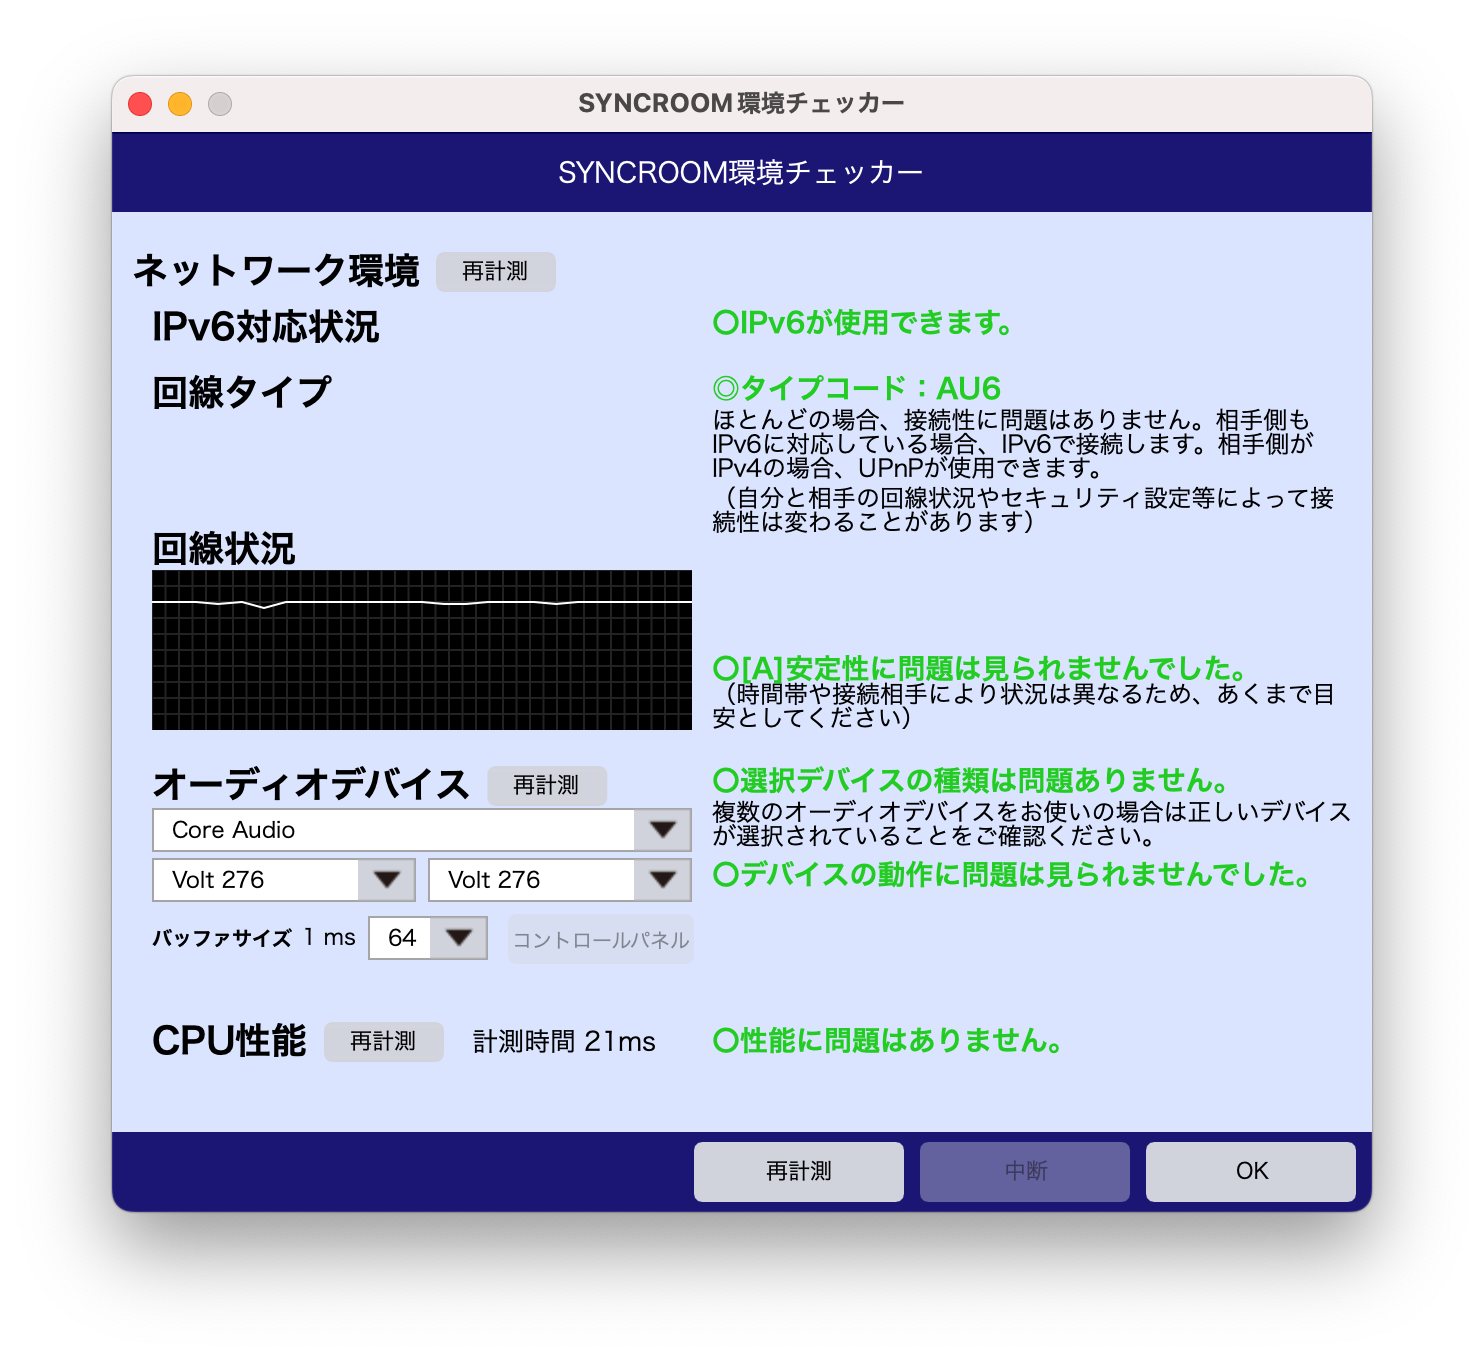 SYNCROOM 環境チェッカー
SYNCROOM環境チェッカー
ネットワーク環境 再計測
IPv6対応状況 〇IPv6が使用できます。
回線タイプ ◎タイプコード：AU6
ほとんどの場合、接続性に問題はありません。相手側も
IPv6に対応している場合、IPv6で接続します。相手側が
IPv4の場合、UPnPが使用できます。
（自分と相手の回線状況やセキュリティ設定等によって接
続性は変わることがあります）
回線状況
〇[A]安定性に問題は見られませんでした。
（時間帯や接続相手により状況は異なるため、あくまで目
安としてください）
オーディオデバイス 再計測 〇選択デバイスの種類は問題ありません。
Core Audio
複数のオーディオデバイスをお使いの場合は正しいデバイス
が選択されていることをご確認ください。
Volt 276 Volt 276 〇デバイスの動作に問題は見られませんでした。
バッファサイズ 1 ms 64 コントロールパネル
CPU性能 再計測 計測時間 21ms 〇性能に問題はありません。
再計測 中断 OK